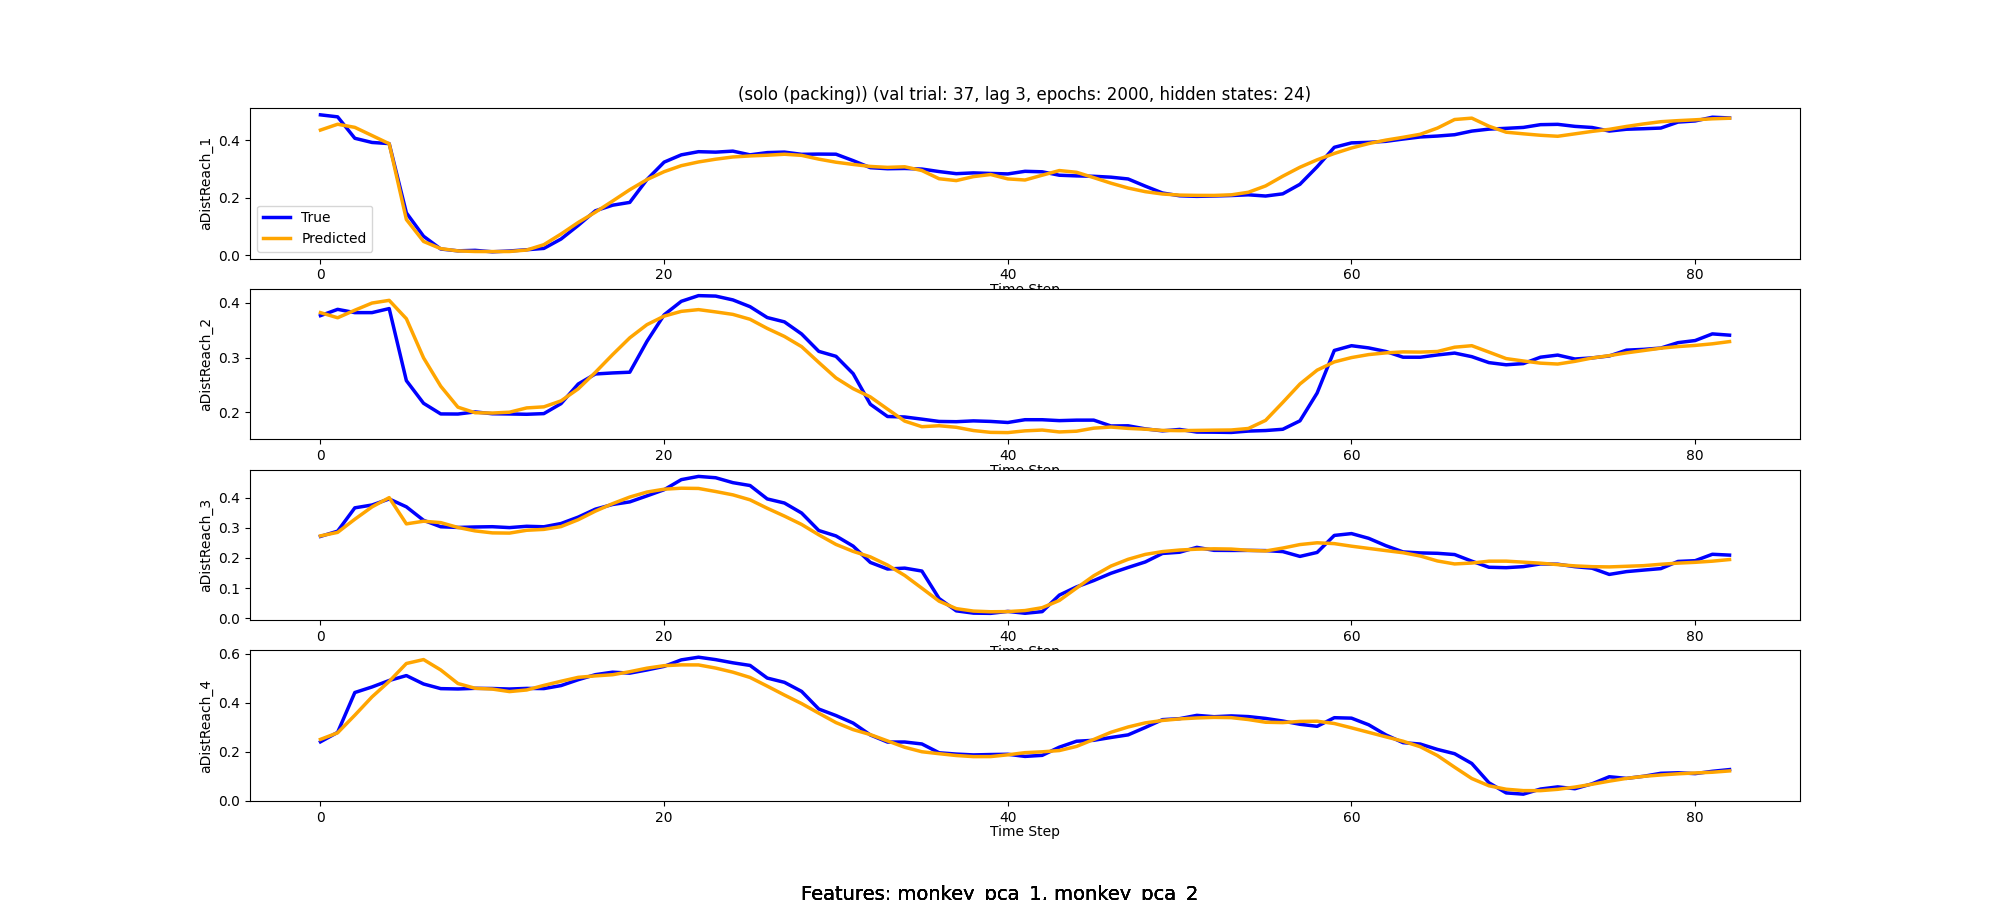 (solo (packing)) (val trial: 37, lag 3, epochs: 2000, hidden states: 24)
aDistReach_1
0.4
0.2
0.0
True
Predicted
0 20 40 60 80
Time Step
aDistReach_2
0.4
0.3
0.2
0 20 40 60 80
Time Step
aDistReach_3
0.4
0.3
0.2
0.1
0.0
0 20 40 60 80
Time Step
aDistReach_4
0.6
0.4
0.2
0.0
0 20 40 60 80
Time Step
Features: monkey_pca_1, monkey_pca_2